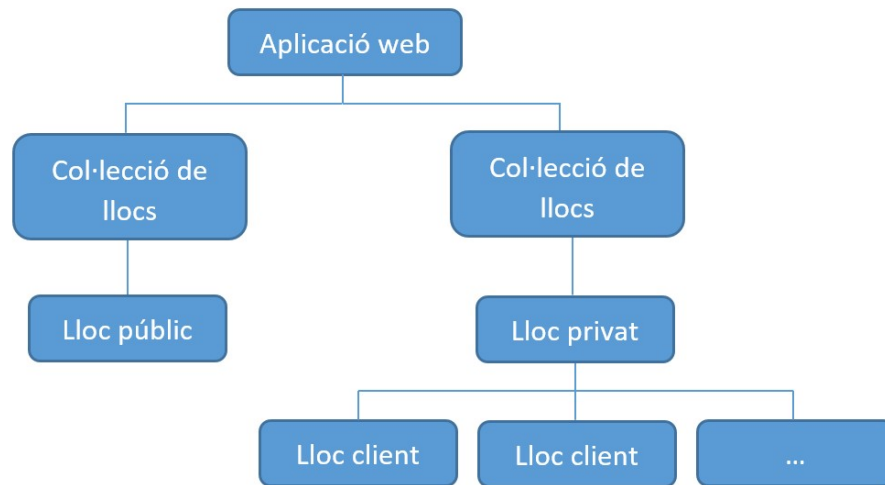 Aplicació web
Col·lecció de
llocs
Col·lecció de
llocs
Lloc públic
Lloc privat
Lloc client
Lloc client
...